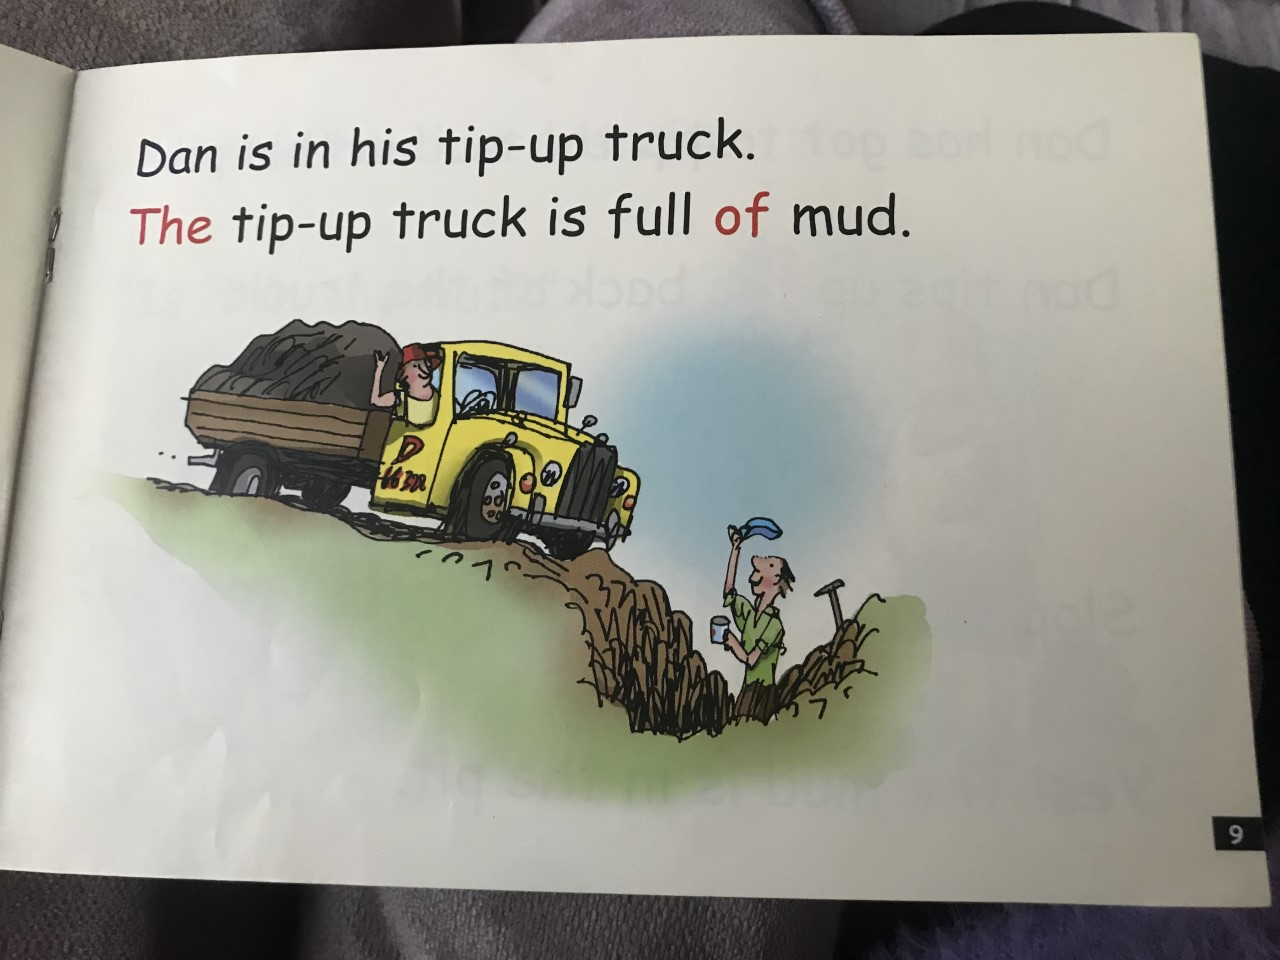 Dan is in his tip-up truck.
The tip-up truck is full of mud.
D
9